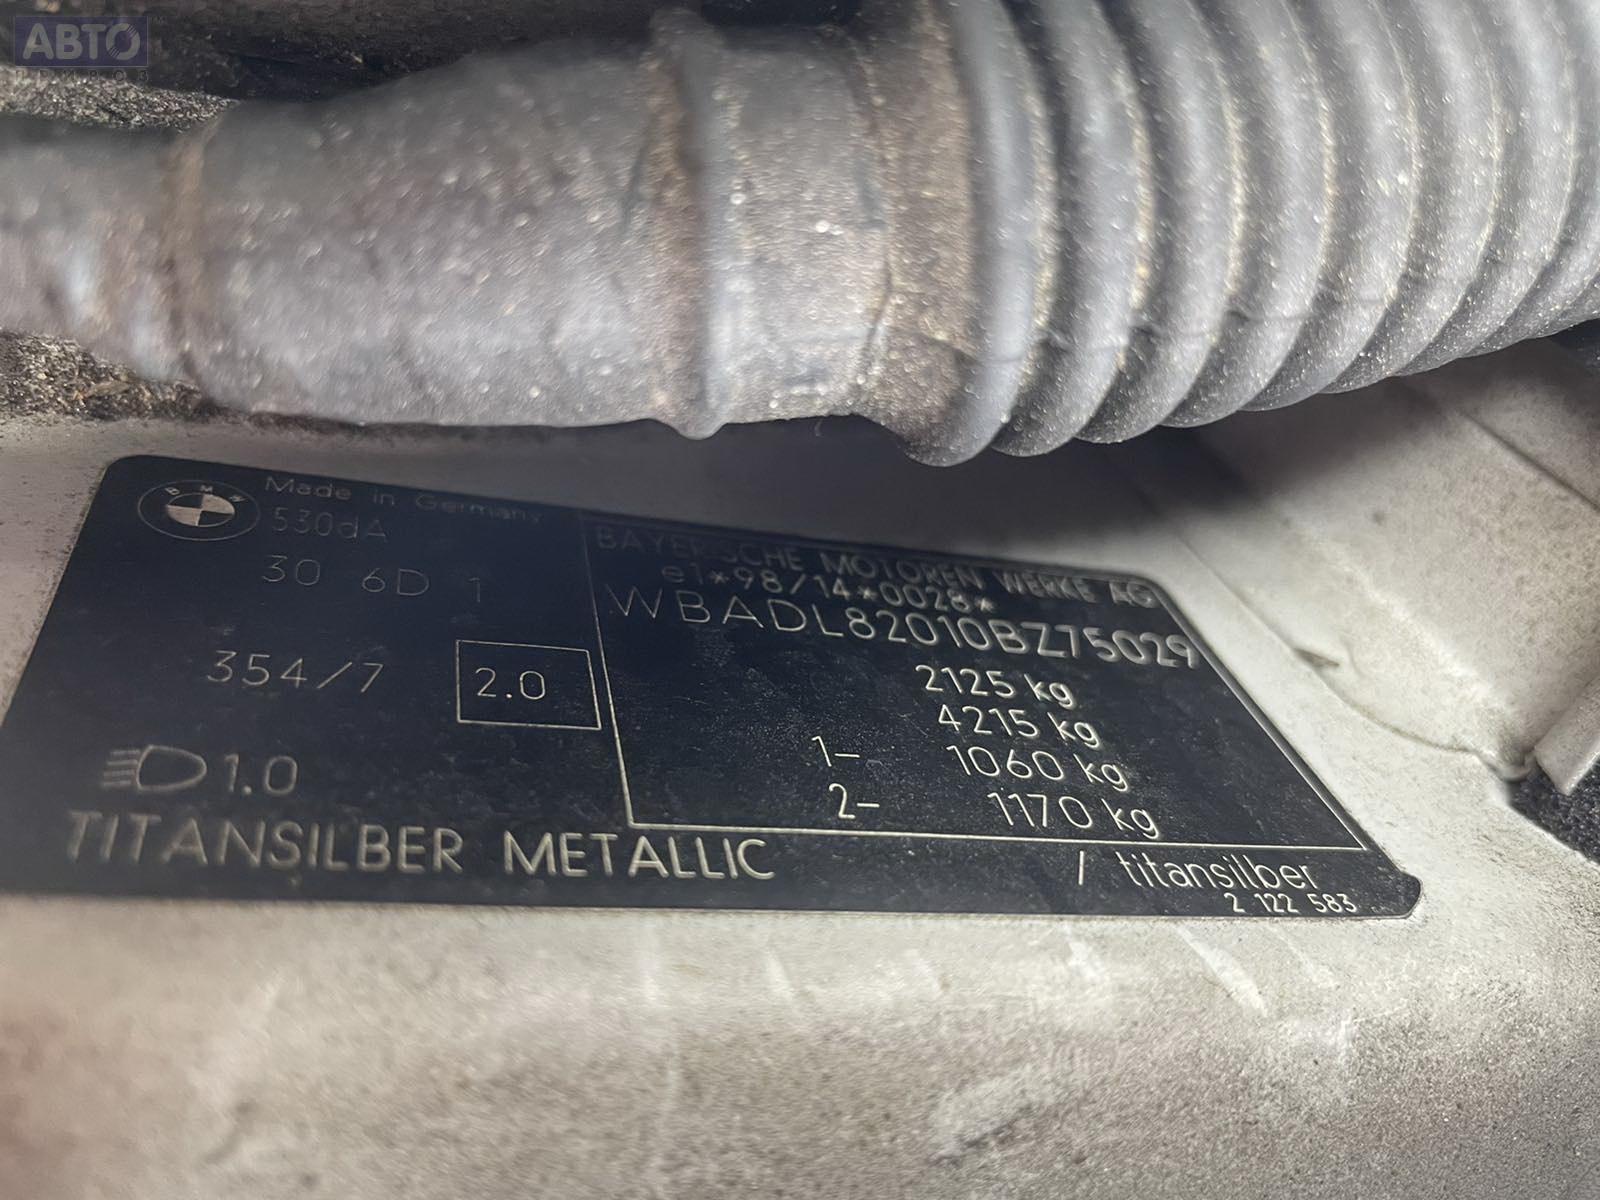 АВТО
ПРИВОЗ
BMW
Made in Germany
530dA
30 6D 1
354/7
2.0
1.0
BAYERISCHE MOTOREN WERKE AG
e1*98/14*0028*
WBADL82010BZ75029
2125 kg
4215 kg
1- 1060 kg
2- 1170 kg
TITANSILBER METALLIC / titansilber
2 122 583